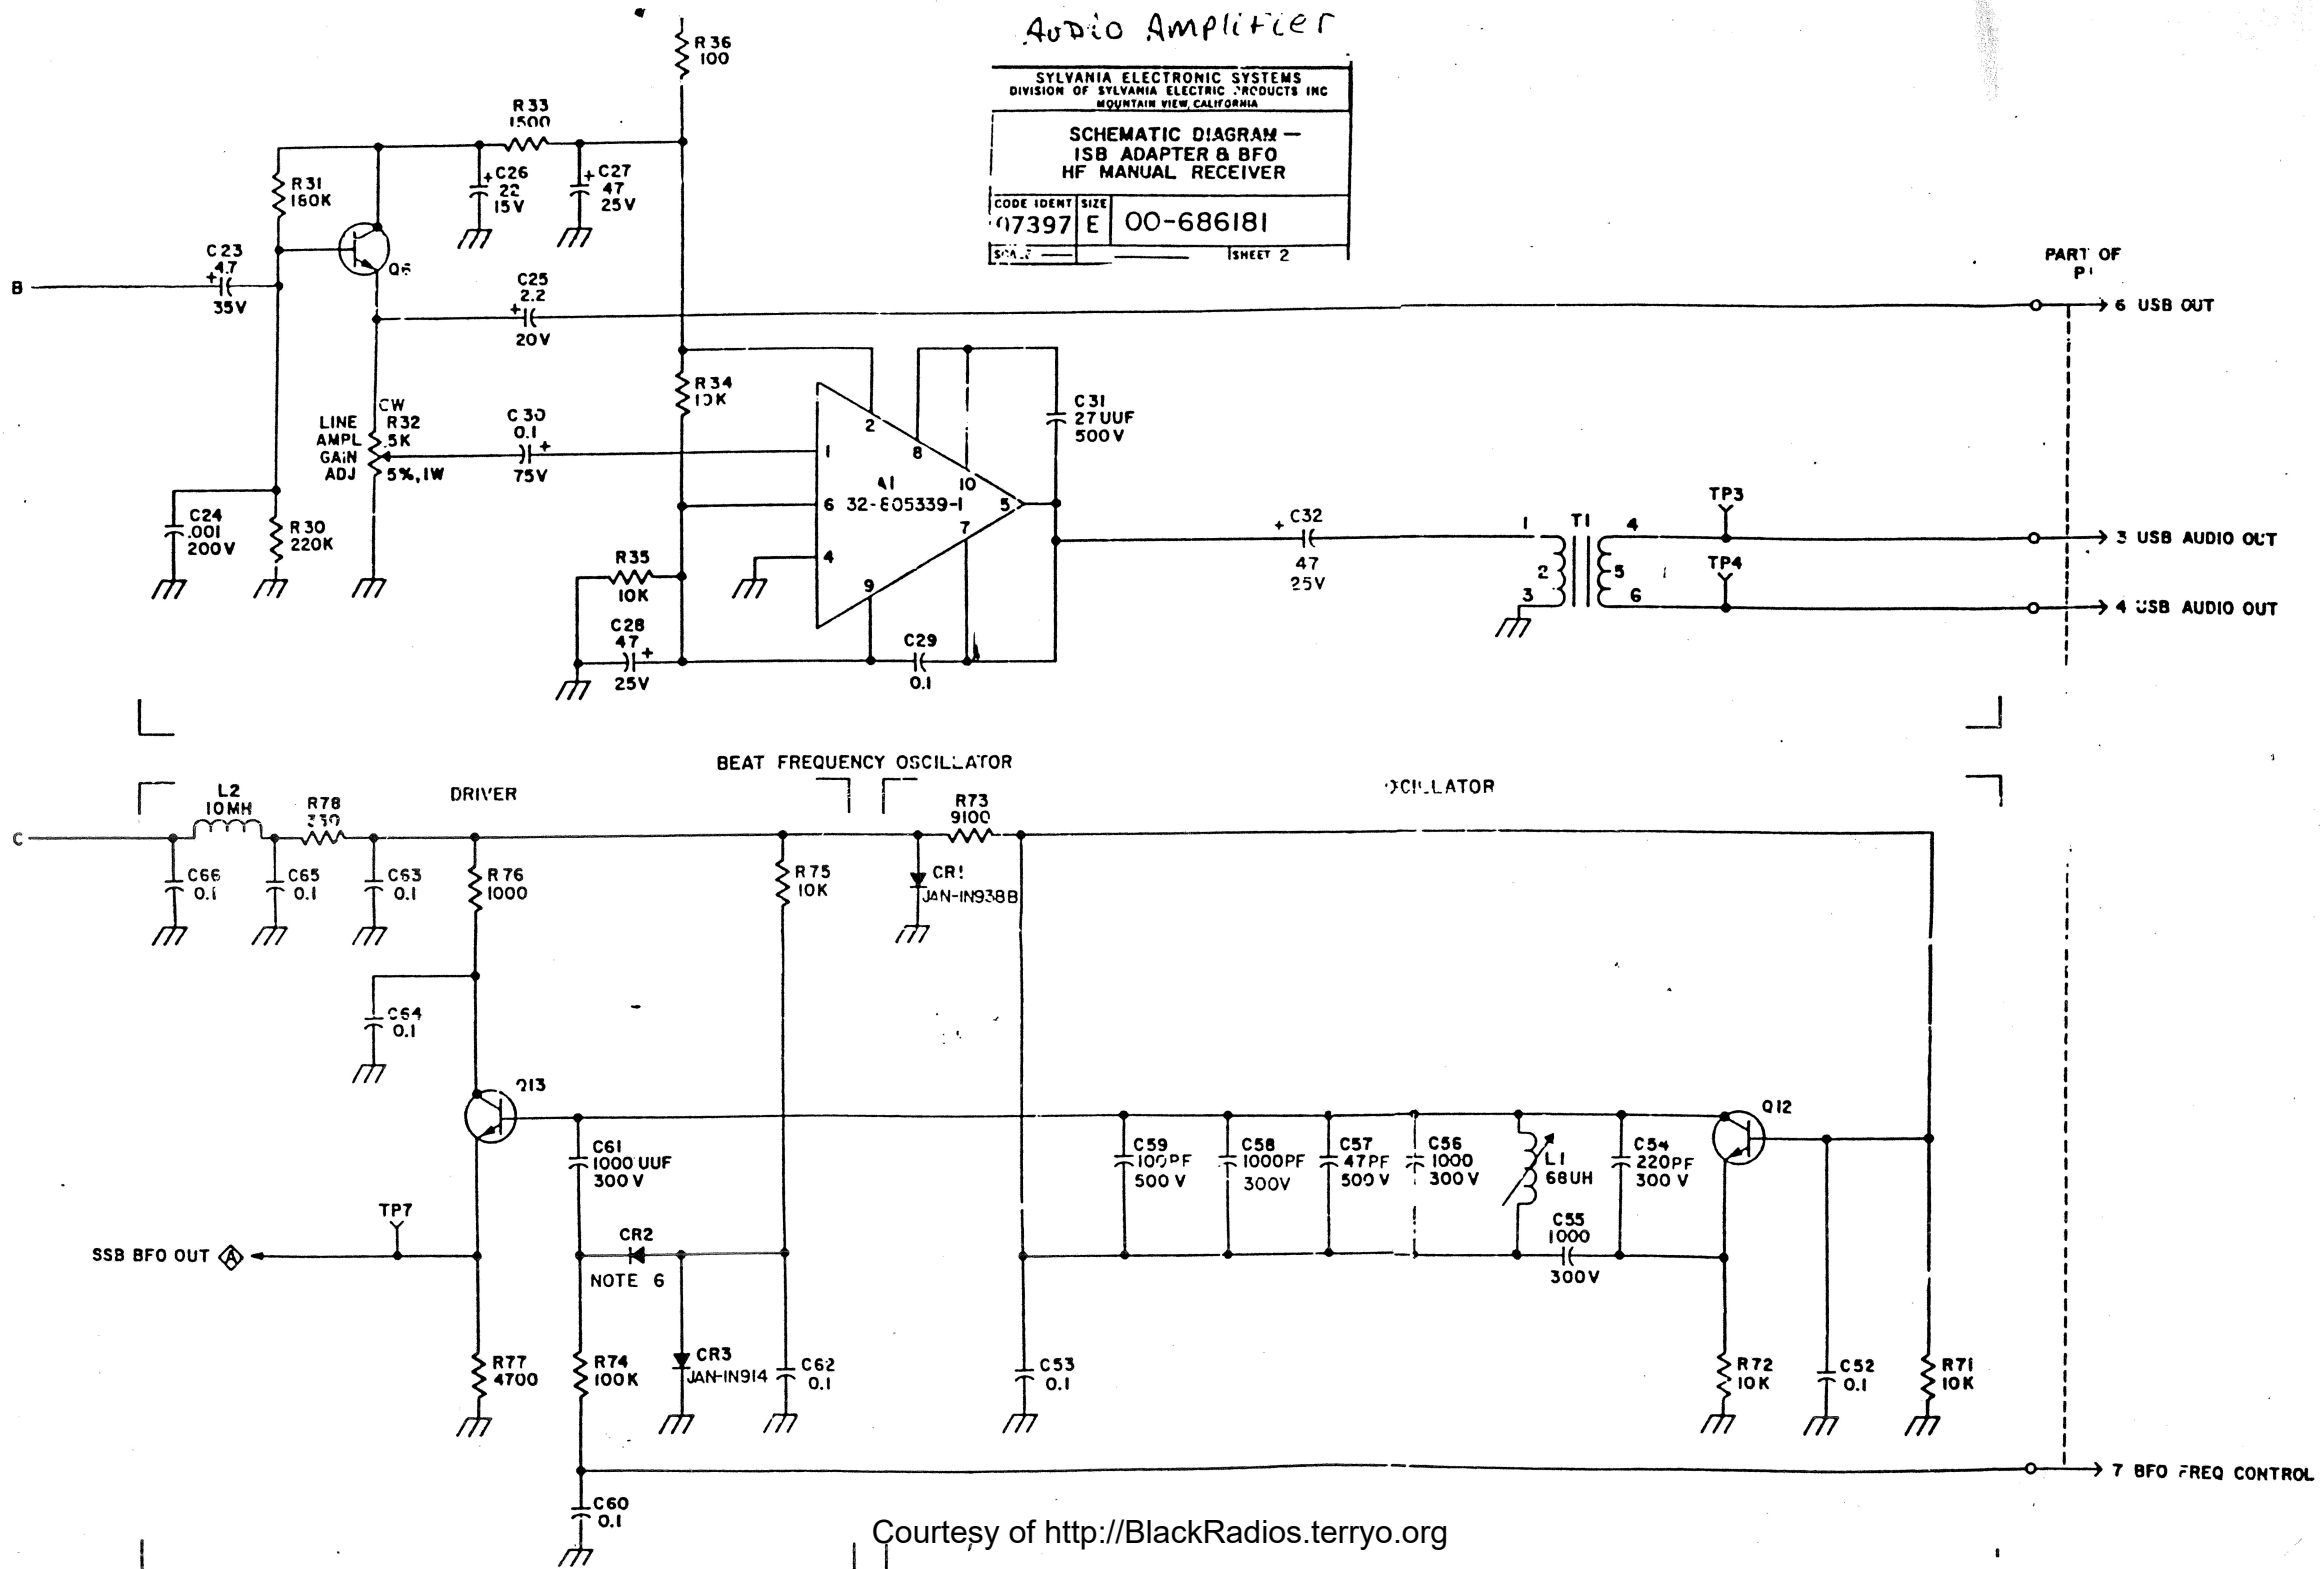 AUDIO AMPLIFIER
SYLVANIA ELECTRONIC SYSTEMS
DIVISION OF SYLVANIA ELECTRIC PRODUCTS INC
MOUNTAIN VIEW, CALIFORNIA
SCHEMATIC DIAGRAM —
ISB ADAPTER & BFO
HF MANUAL RECEIVER
CODE IDENT SIZE
07397 E 00-686181
SCALE — SHEET 2
R36
100
R33
1500
R31
180K
+ C26
22
15V
+ C27
47
25V
Q6
C23
4.7
+
35V
B
C25
2.2
+
20V
PART OF
P1
6 USB OUT
R34
10K
CW
LINE R32
AMPL .5K
GAIN
ADJ 5%, 1W
C30
0.1
+
75V
C31
27UUF
500V
2
8
10
1
A1
6 32-805339-1 5
7
4
9
C24
.001
200V
R30
220K
R35
10K
C28
47
+
25V
C29
0.1
+ C32
47
25V
1 T1 4
2 5
3 6
TP3
3 USB AUDIO OUT
TP4
4 USB AUDIO OUT
BEAT FREQUENCY OSCILLATOR
DRIVER
OSCILLATOR
L2
10MH
R78
330
C
R73
9100
C66
0.1
C65
0.1
C63
0.1
R76
1000
R75
10K
CR1
JAN-IN938B
C64
0.1
Q13
Q12
C61
1000UUF
300V
C59
100PF
500V
C58
1000PF
300V
C57
47PF
500V
C56
1000
300V
L1
68UH
C54
220PF
300V
C55
1000
300V
TP7
SSB BFO OUT A
CR2
NOTE 6
R77
4700
R74
100K
CR3
JAN-IN914
C62
0.1
C53
0.1
R72
10K
C52
0.1
R71
10K
C60
0.1
7 BFO FREQ CONTROL
Courtesy of http://BlackRadios.terryo.org